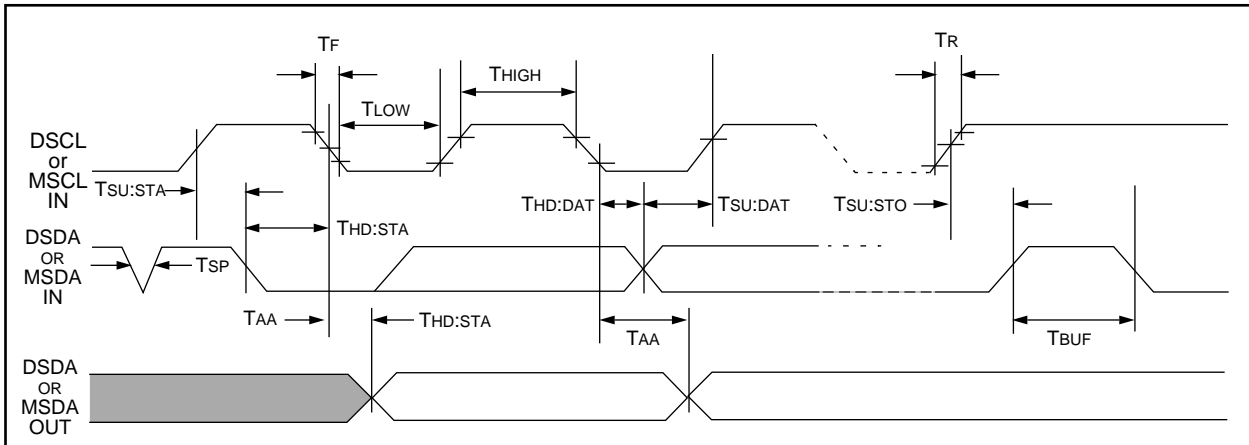 TF
TR
THIGH
TLOW
DSCL
or
MSCL
IN
TSU:STA
THD:STA
THD:DAT
TSU:DAT
TSU:STO
DSDA
OR
MSDA
IN
TSP
TAA
THD:STA
TAA
TBUF
DSDA
OR
MSDA
OUT